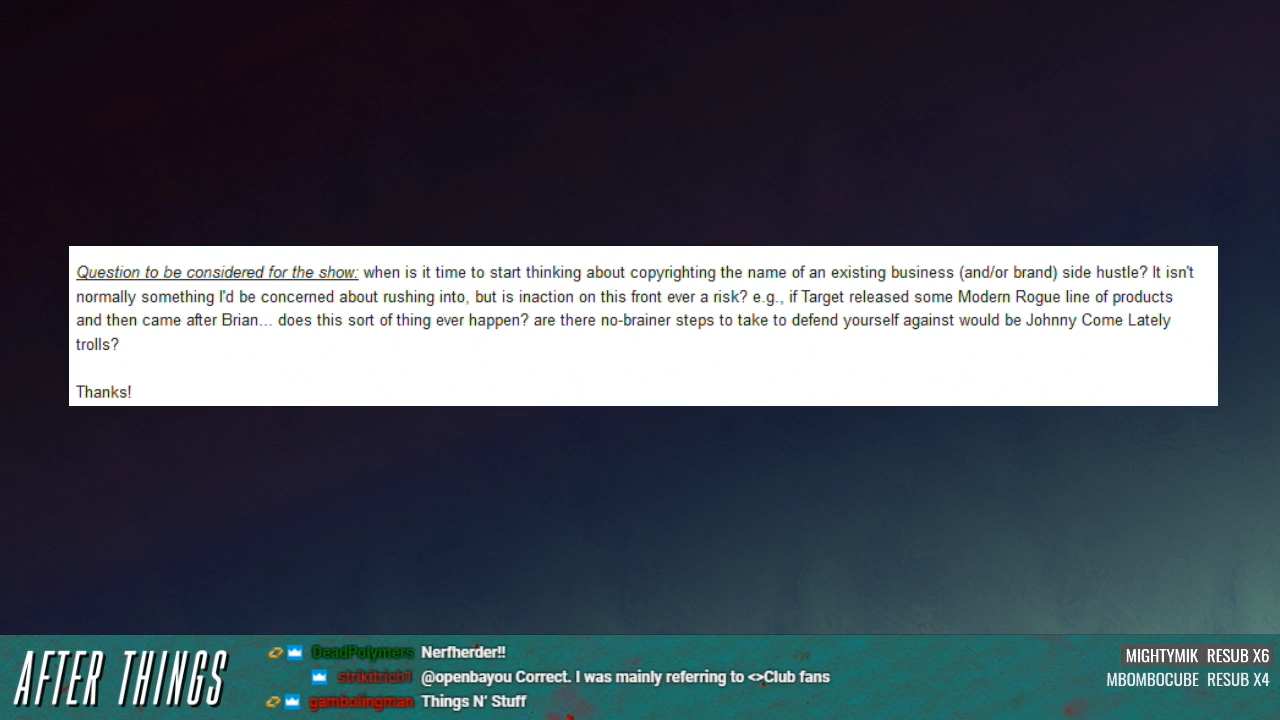 Question to be considered for the show: when is it time to start thinking about copyrighting the name of an existing business (and/or brand) side hustle? It isn't
normally something I'd be concerned about rushing into, but is inaction on this front ever a risk? e.g., if Target released some Modern Rogue line of products
and then came after Brian... does this sort of thing ever happen? are there no-brainer steps to take to defend yourself against would be Johnny Come Lately
trolls?
Thanks!
AFTER THINGS
DeadPolymers Nerfherder!!
strikitrich1 @openbayou Correct. I was mainly referring to <>Club fans
gambolingman Things N' Stuff
MIGHTYMIK RESUB X6
MBOMBOCUBE RESUB X4